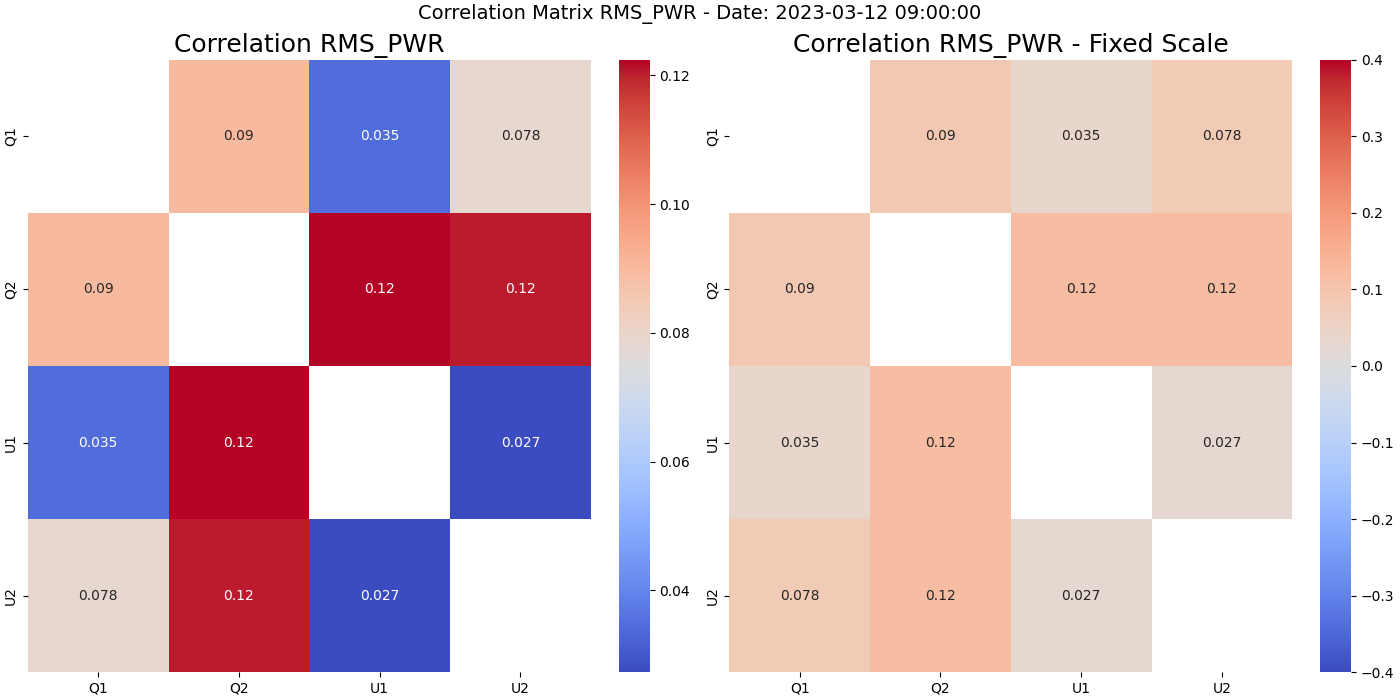 Correlation Matrix RMS_PWR - Date: 2023-03-12 09:00:00
Correlation RMS_PWR
Q1
0.09
0.035
0.078
Q2
0.09
0.12
0.12
U1
0.035
0.12
0.027
U2
0.078
0.12
0.027
Q1
Q2
U1
U2
0.12
0.10
0.08
0.06
0.04
Correlation RMS_PWR - Fixed Scale
Q1
0.09
0.035
0.078
Q2
0.09
0.12
0.12
U1
0.035
0.12
0.027
U2
0.078
0.12
0.027
Q1
Q2
U1
U2
0.4
0.3
0.2
0.1
0.0
−0.1
−0.2
−0.3
−0.4